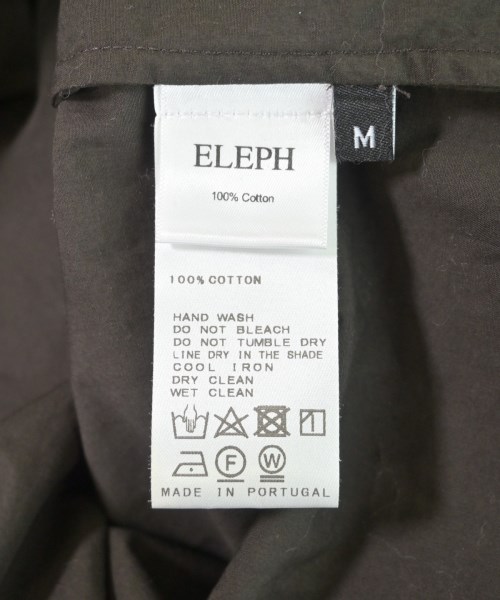 ELEPH
M
100% Cotton
100% COTTON
HAND WASH
DO NOT BLEACH
DO NOT TUMBLE DRY
LINE DRY IN THE SHADE
COOL IRON
DRY CLEAN
WET CLEAN
F
W
MADE IN PORTUGAL